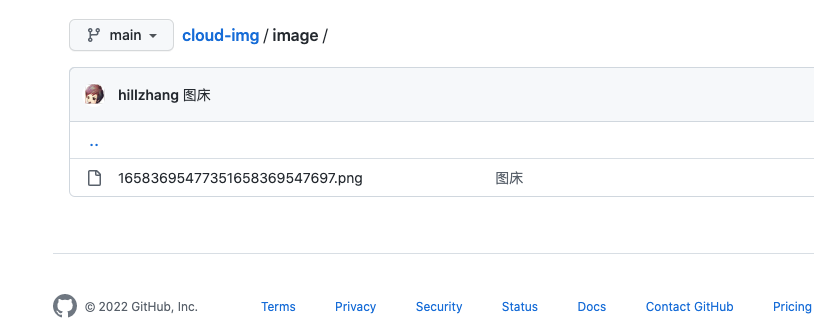 main cloud-img / image /
hillzhang 图床
..
16583695477351658369547697.png 图床
© 2022 GitHub, Inc. Terms Privacy Security Status Docs Contact GitHub Pricing